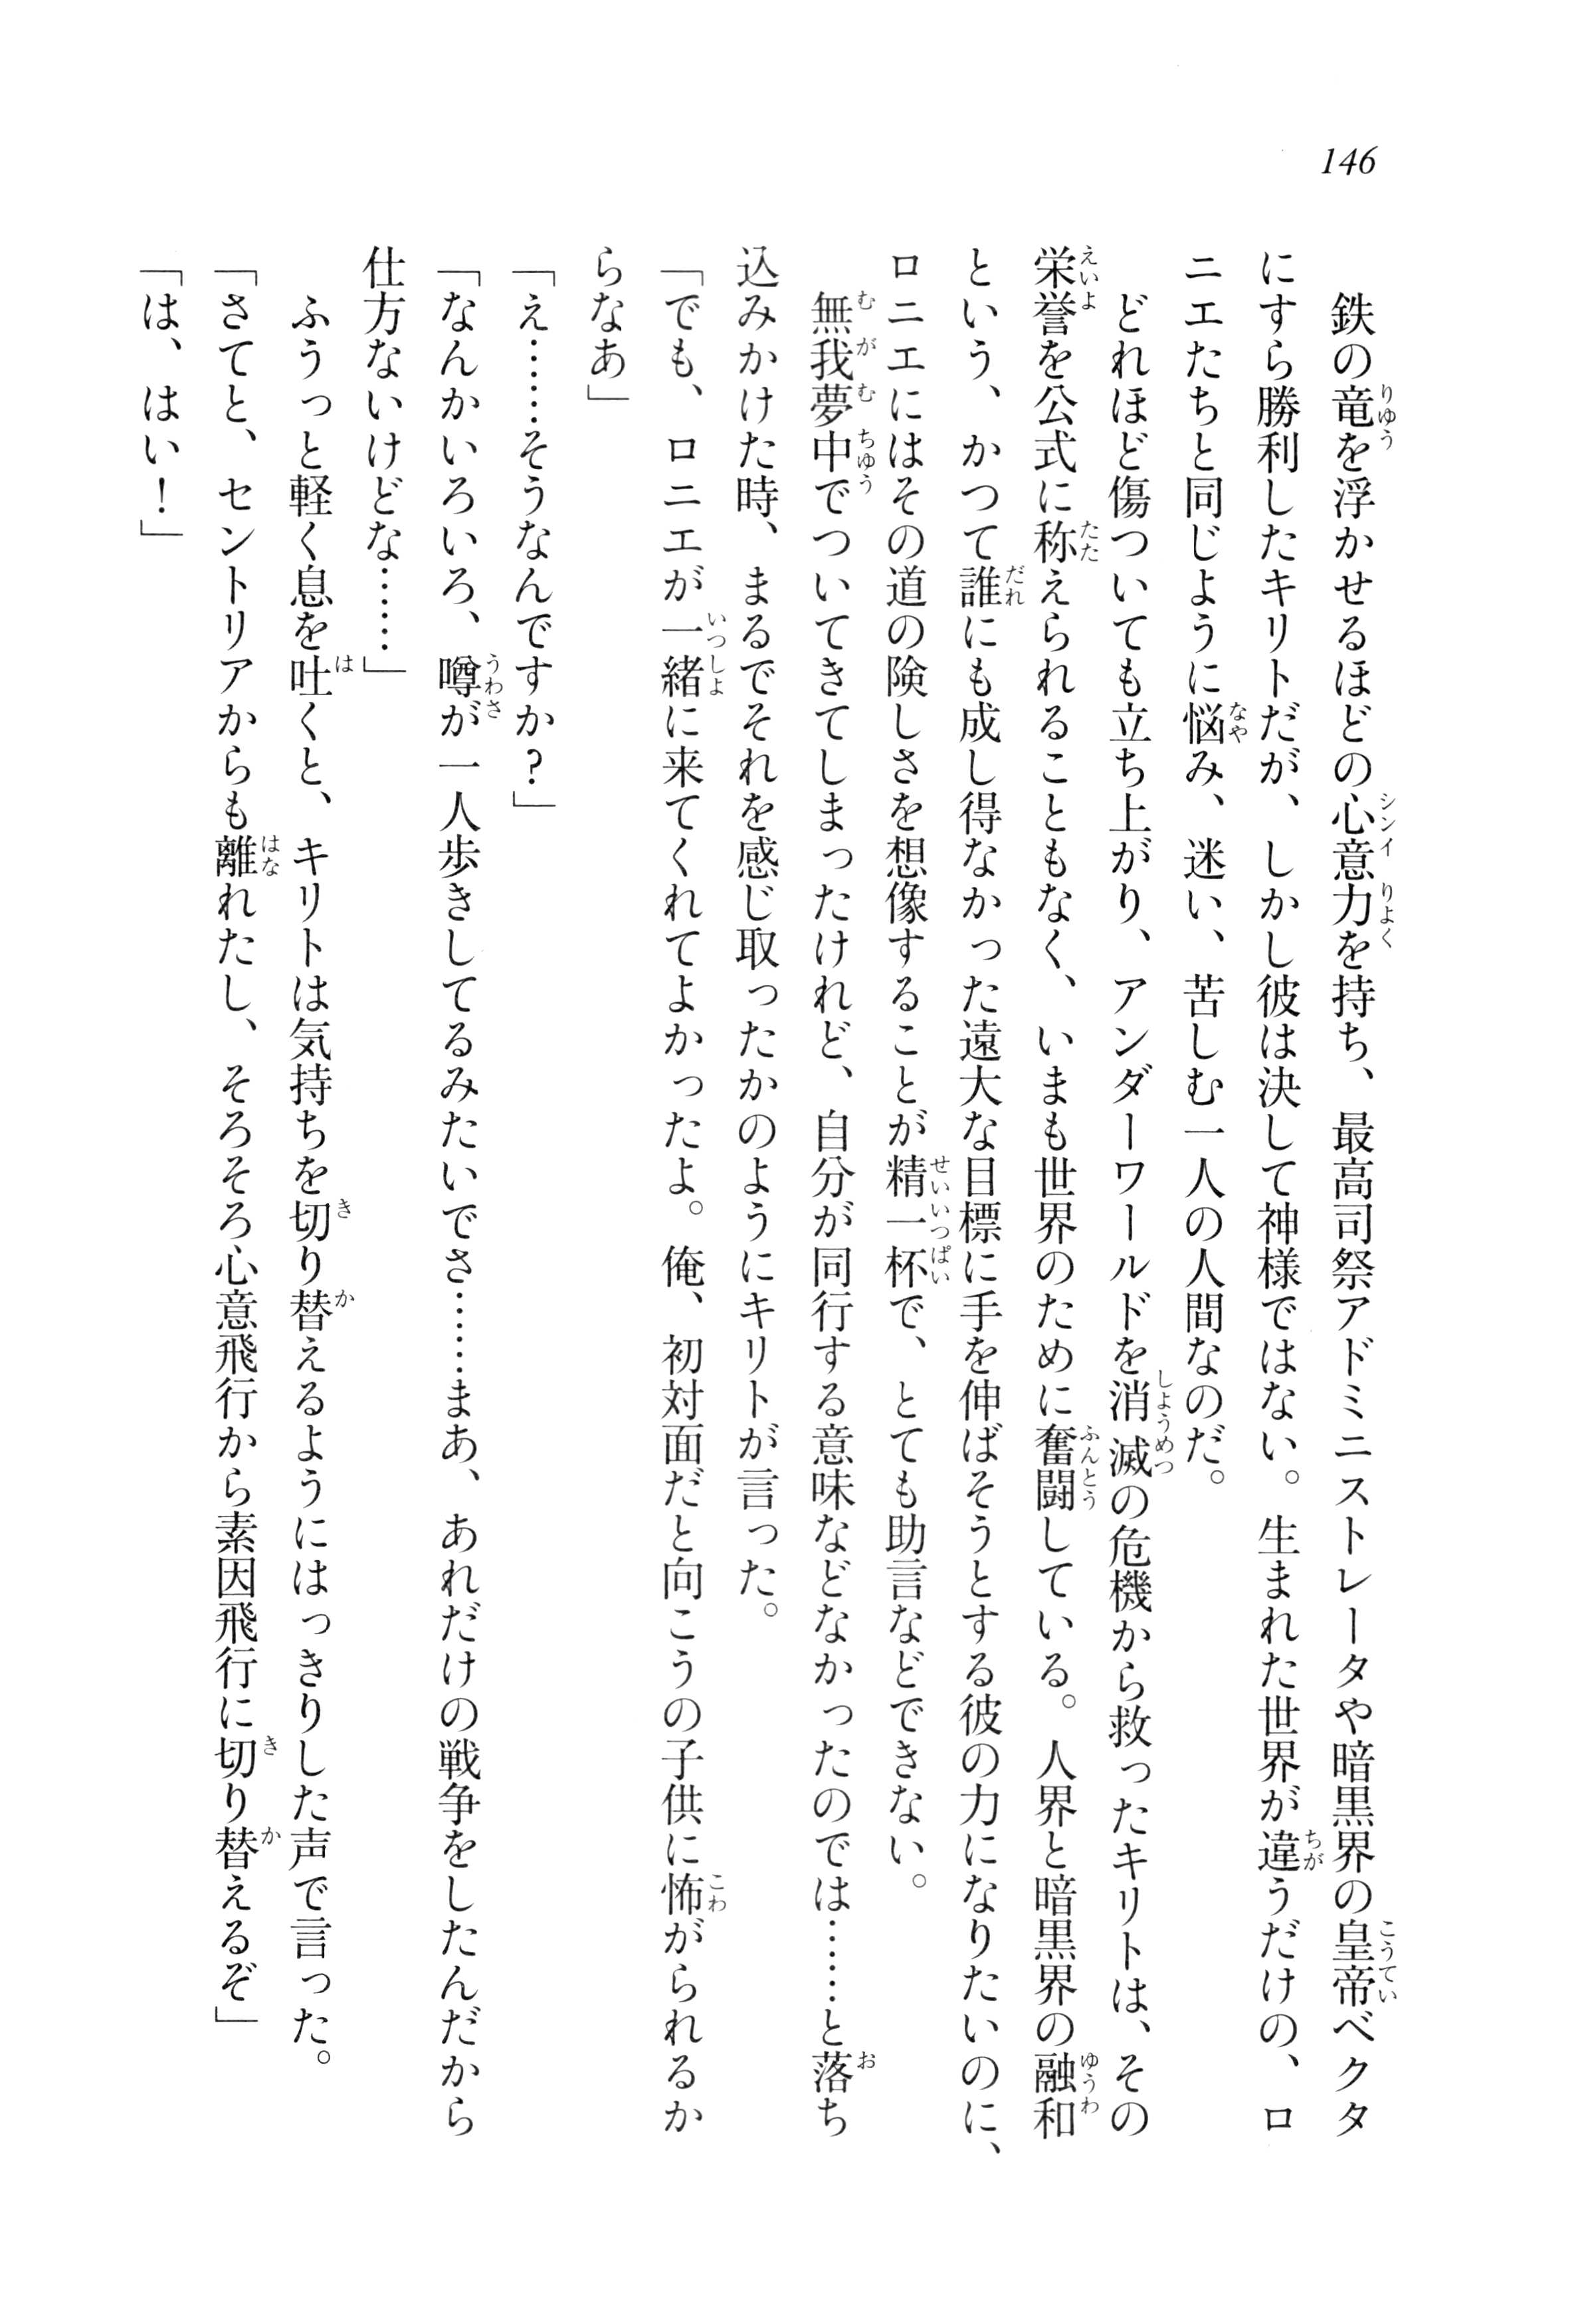 146
　鉄の竜を浮かせるほどの心意力を持ち、最高司祭アドミニストレータや暗黒界の皇帝ベクタ
にすら勝利したキリトだが、しかし彼は決して神様ではない。生まれた世界が違うだけの、ロ
ニエたちと同じように悩み、迷い、苦しむ一人の人間なのだ。
　どれほど傷ついても立ち上がり、アンダーワールドを消滅の危機から救ったキリトは、その
栄誉を公式に称えられることもなく、いまも世界のために奮闘している。人界と暗黒界の融和
という、かつて誰にも成し得なかった遠大な目標に手を伸ばそうとする彼の力になりたいのに、
ロニエにはその道の険しさを想像することが精一杯で、とても助言などできない。
　無我夢中でついてきてしまったけれど、自分が同行する意味などなかったのでは……と落ち
込みかけた時、まるでそれを感じ取ったかのようにキリトが言った。
「でも、ロニエが一緒に来てくれてよかったよ。俺、初対面だと向こうの子供に怖がられるか
らなあ」
「え……そうなんですか？」
「なんかいろいろ、噂が一人歩きしてるみたいでさ……まあ、あれだけの戦争をしたんだから
仕方ないけどな……」
　ふうっと軽く息を吐くと、キリトは気持ちを切り替えるようにはっきりした声で言った。
「さてと、セントリアからも離れたし、そろそろ心意飛行から素因飛行に切り替えるぞ」
「は、はい！」